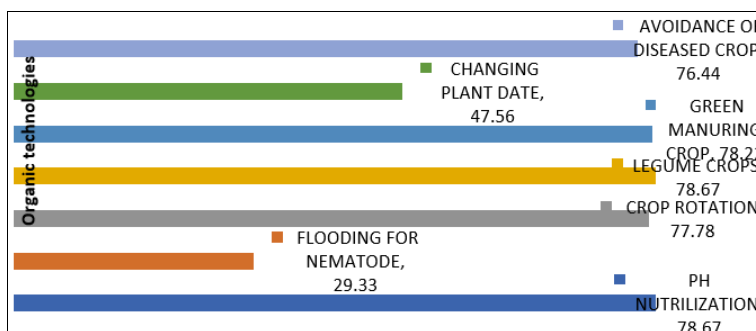 AVOIDANCE OF
DISEASED CROP,
76.44
CHANGING
PLANT DATE,
47.56
GREEN
MANURING
CROP, 78.2
LEGUME CROPS,
78.67
CROP ROTATION,
77.78
FLOODING FOR
NEMATODE,
29.33
PH
NUTRILIZATION,
78.67
Organic technologies